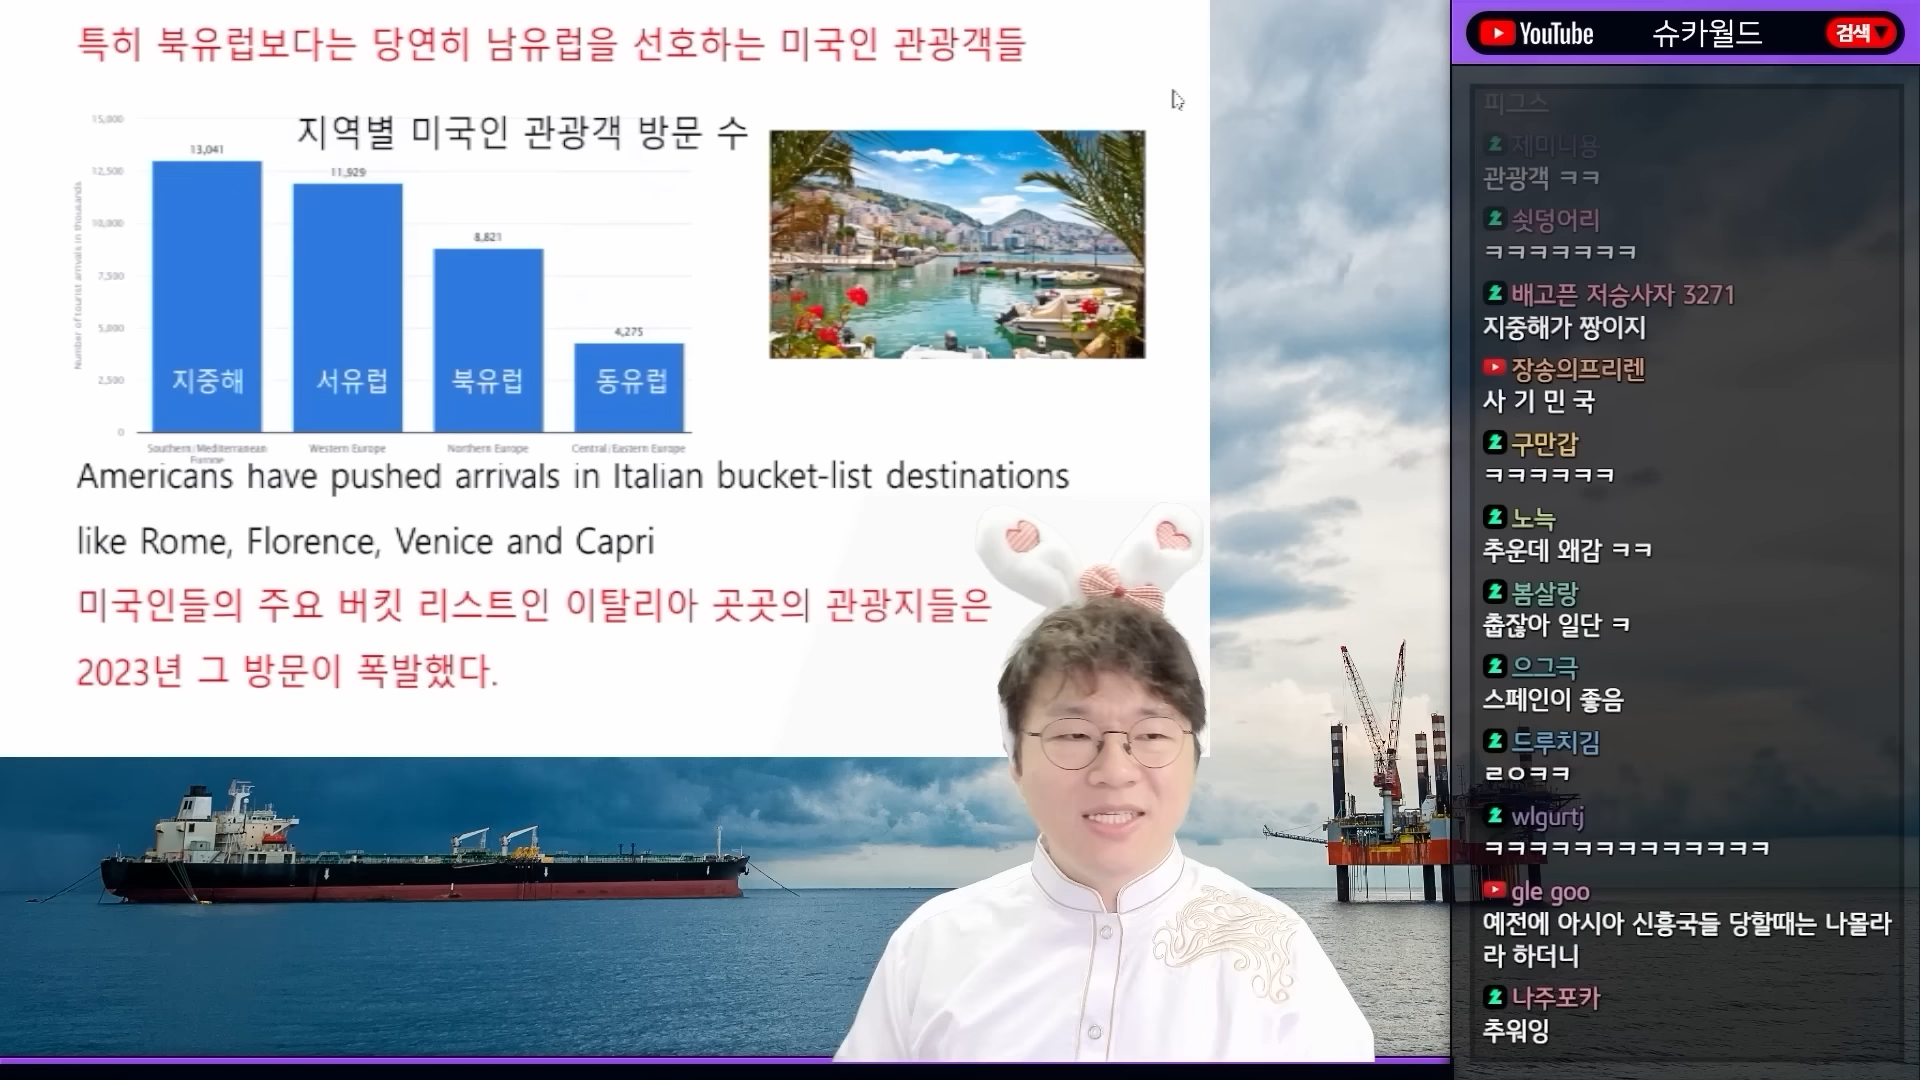 특히 북유럽보다는 당연히 남유럽을 선호하는 미국인 관광객들
지역별 미국인 관광객 방문 수
Number of tourist arrivals in thousands
15,000
12,500
10,000
7,500
5,000
2,500
0
13,041
11,929
8,821
4,275
지중해
서유럽
북유럽
동유럽
Southern/Mediterranean
Europe
Western Europe
Northern Europe
Central/Eastern Europe
Americans have pushed arrivals in Italian bucket-list destinations
like Rome, Florence, Venice and Capri
미국인들의 주요 버킷 리스트인 이탈리아 곳곳의 관광지들은
2023년 그 방문이 폭발했다.
YouTube 슈카월드 검색
피그스
제미니용
관광객 ㅋㅋ
쇳덩어리
ㅋㅋㅋㅋㅋㅋㅋ
배고픈 저승사자 3271
지중해가 짱이지
장송의프리렌
사 기 민 국
구만갑
ㅋㅋㅋㅋㅋㅋ
노늑
추운데 왜감 ㅋㅋ
봄살랑
춥잖아 일단 ㅋ
으그극
스페인이 좋음
드루치킴
ㄹㅇㅋㅋ
wlgurtj
ㅋㅋㅋㅋㅋㅋㅋㅋㅋㅋㅋㅋㅋ
gle goo
예전에 아시아 신흥국들 당할때는 나몰라
라 하더니
나주포카
추워잉